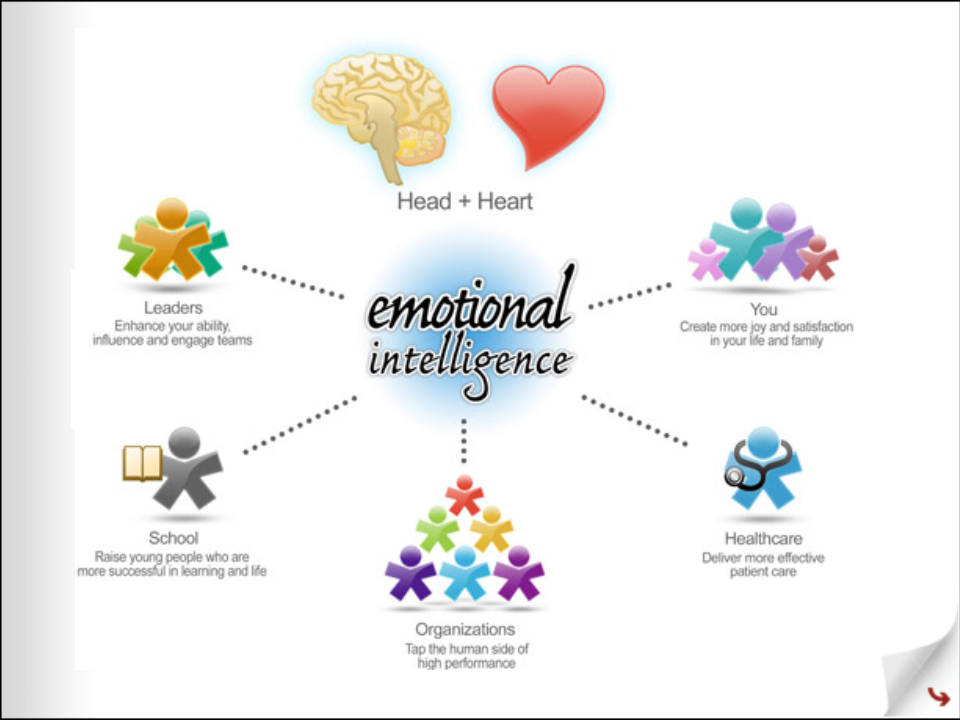 Head + Heart
emotional
intelligence
Leaders
Enhance your ability,
influence and engage teams
You
Create more joy and satisfaction
in your life and family
School
Raise young people who are
more successful in learning and life
Organizations
Tap the human side of
high performance
Healthcare
Deliver more effective
patient care